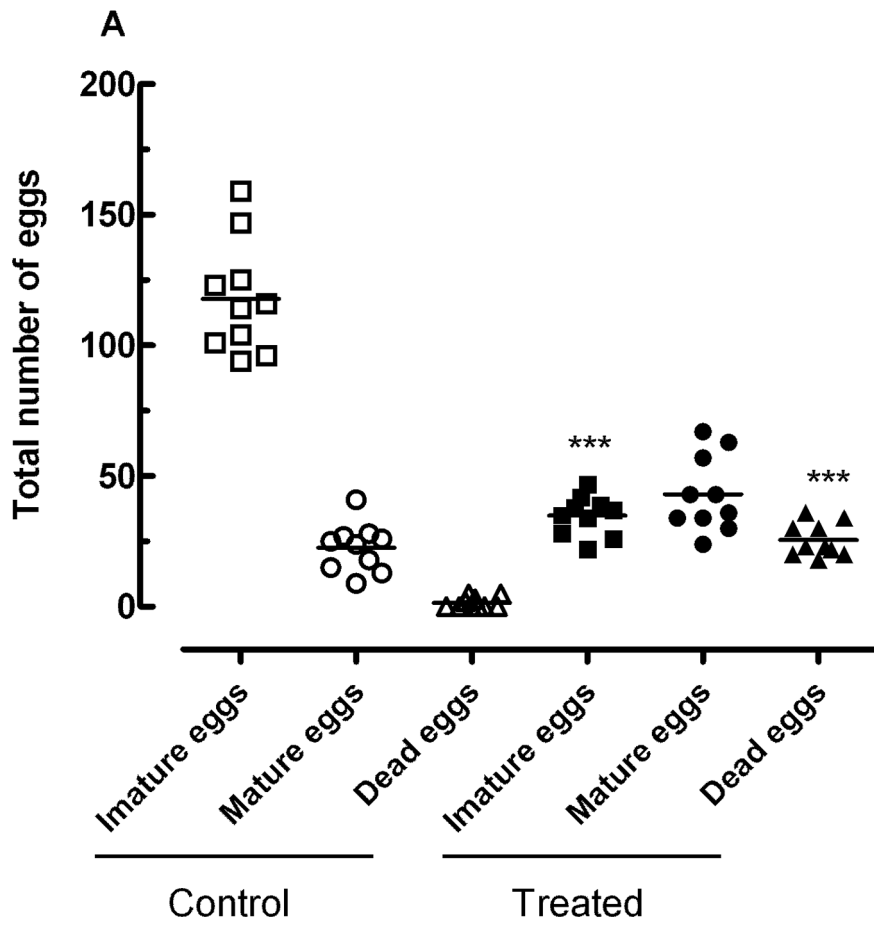 A
Total number of eggs
200
150
100
50
0
***
***
Imature eggs
Mature eggs
Dead eggs
Imature eggs
Mature eggs
Dead eggs
Control
Treated